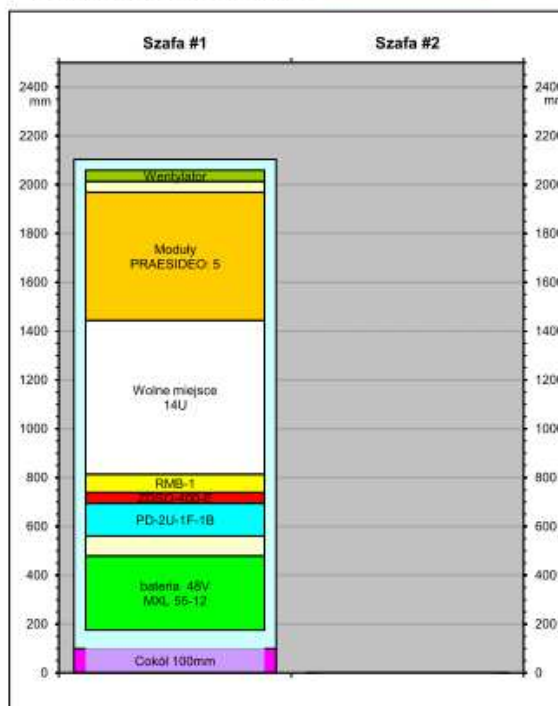 Szafa #1 Szafa #2
2400 2400
mm mm
2200 2200
2000 2000
1800 1800
1600 1600
1400 1400
1200 1200
1000 1000
800 800
600 600
400 400
200 200
0 0
Wentylator
Moduły
PRAESIDEO: 5
Wolne miejsce
14U
RMB-1
PD-2U-1F-1B
bateria 48V
MXL 55-12
Cokół 100mm